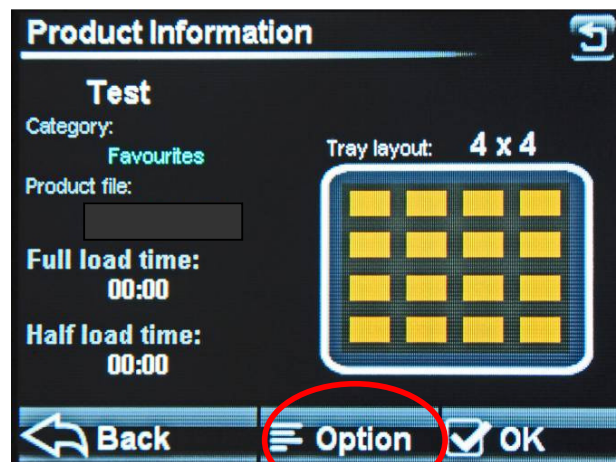 Product Information
Test
Category:
Favourites
Product file:
Full load time:
00:00
Half load time:
00:00
Tray layout: 4 x 4
Back
Option
OK